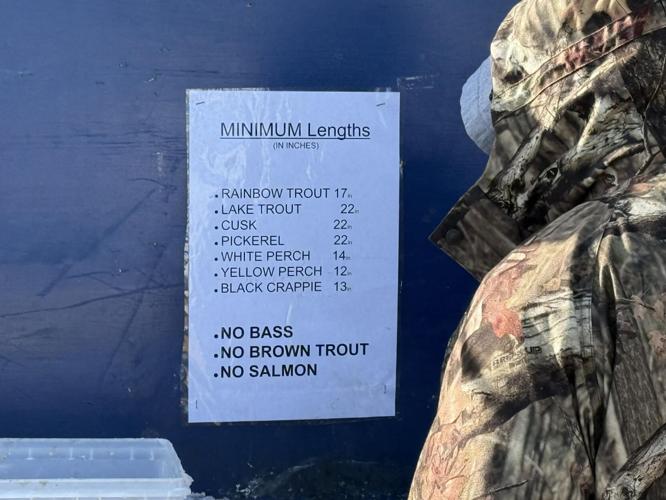 MINIMUM Lengths
(IN INCHES)
• RAINBOW TROUT 17in
• LAKE TROUT 22in
• CUSK 22in
• PICKEREL 22in
• WHITE PERCH 14in
• YELLOW PERCH 12in
• BLACK CRAPPIE 13in
• NO BASS
• NO BROWN TROUT
• NO SALMON